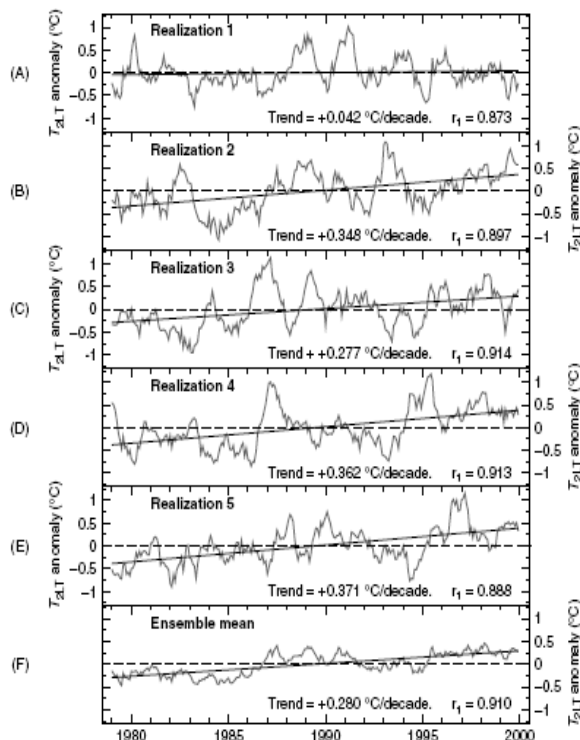 (A)
T2LT anomaly (°C)
1
0.5
0
−0.5
-1
Realization 1
Trend = +0.042 °C/decade. r1 = 0.873
(B)
Realization 2
Trend = +0.348 °C/decade. r1 = 0.897
1
0.5
0
−0.5
−1
T2LT anomaly (°C)
(C)
T2LT anomaly (°C)
1
0.5
0
−0.5
-1
Realization 3
Trend + +0.277 °C/decade. r1 = 0.914
(D)
Realization 4
Trend = +0.362 °C/decade. r1 = 0.913
1
0.5
0
−0.5
−1
T2LT anomaly (°C)
(E)
T2LT anomaly (°C)
1
0.5
0
−0.5
-1
Realization 5
Trend = +0.371 °C/decade. r1 = 0.888
(F)
Ensemble mean
Trend = +0.280 °C/decade. r1 = 0.910
1
0.5
0
−0.5
−1
T2LT anomaly (°C)
1980 1985 1990 1995 2000